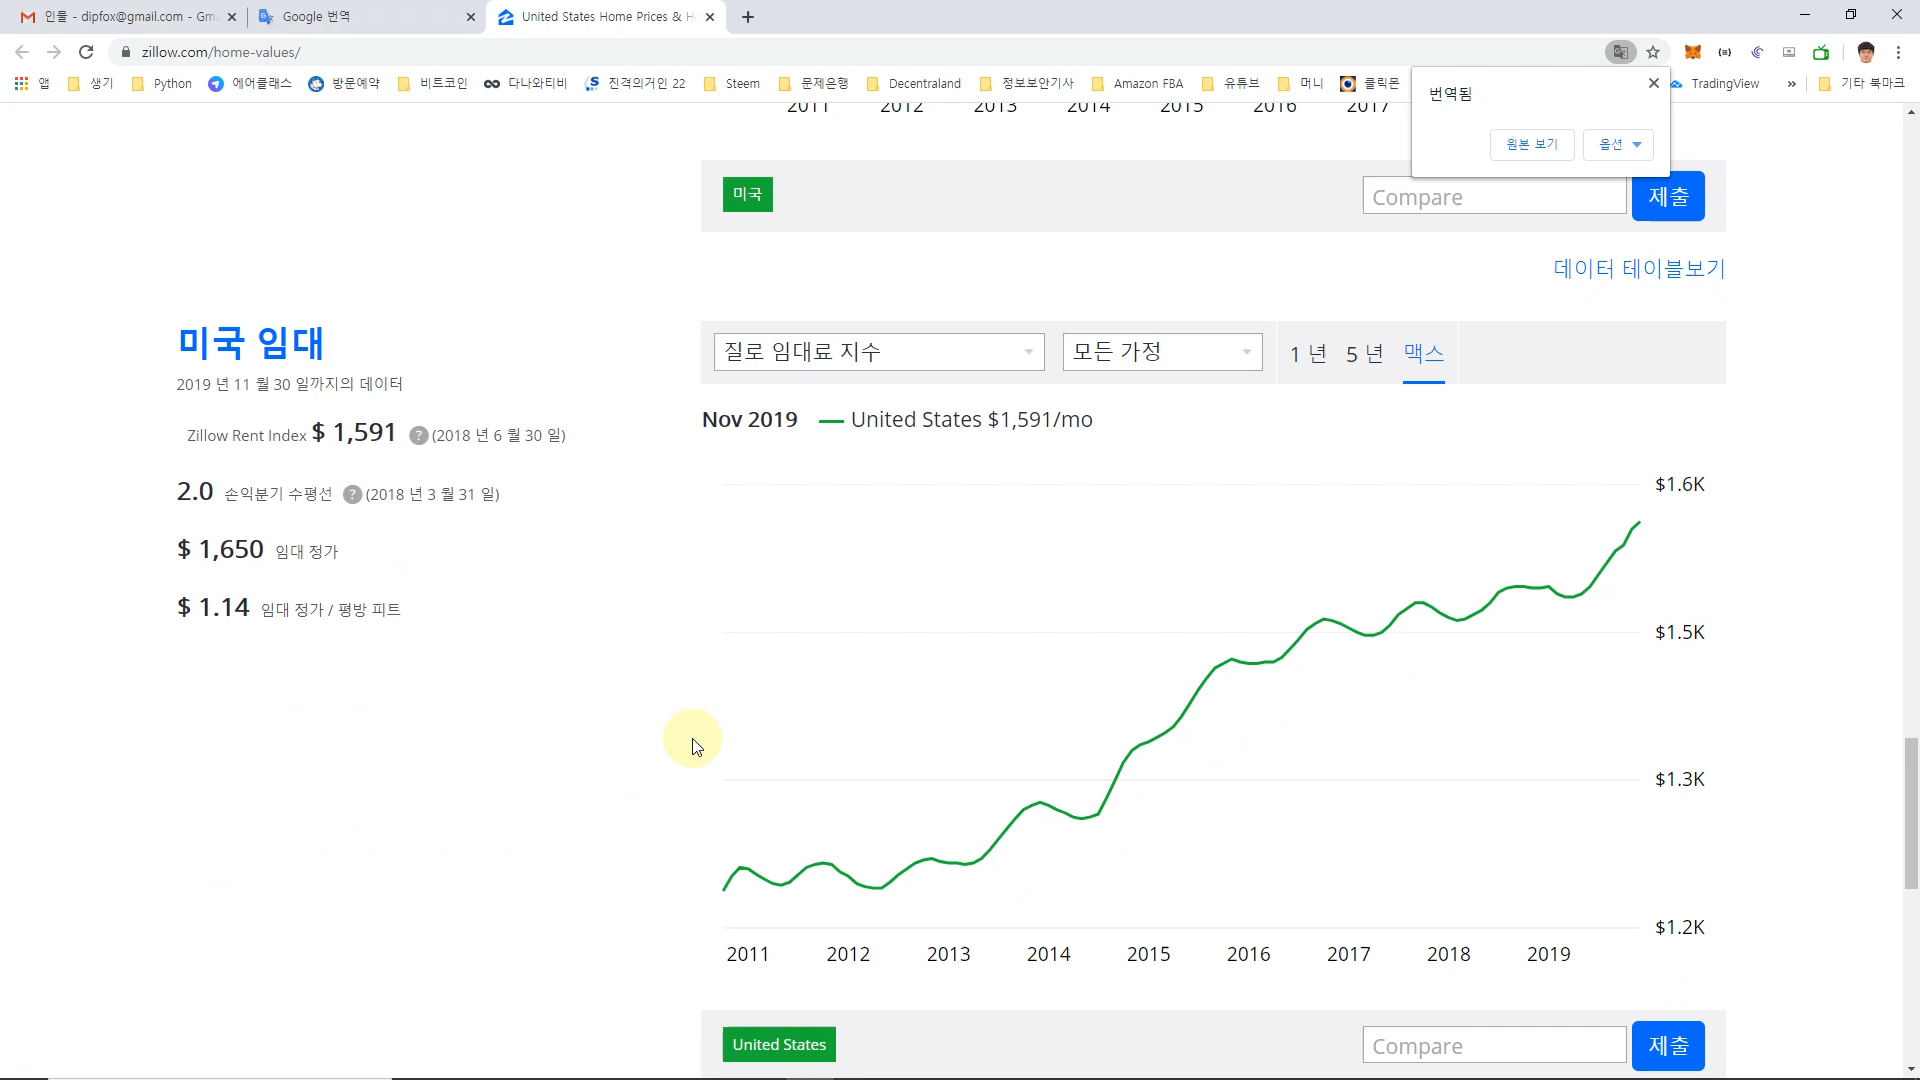 인물 - dipfox@gmail.com - Gm
Google 번역
United States Home Prices & H
zillow.com/home-values/
앱
생기
Python
에어클래스
방문예약
비트코인
다나와티비
진격의거인 22
Steem
문제은행
Decentraland
정보보안기사
Amazon FBA
유튜브
머니
클릭몬
TradingView
»
기타 북마크
번역됨
원본 보기
옵션
2011 2012 2013 2014 2015 2016 2017
미국
Compare
제출
데이터 테이블보기
미국 임대
2019 년 11 월 30 일까지의 데이터
Zillow Rent Index $ 1,591 ? (2018 년 6 월 30 일)
2.0 손익분기 수평선 ? (2018 년 3 월 31 일)
$ 1,650 임대 정가
$ 1.14 임대 정가 / 평방 피트
질로 임대료 지수
모든 가정
1 년 5 년 맥스
Nov 2019 United States $1,591/mo
$1.6K
$1.5K
$1.3K
$1.2K
2011 2012 2013 2014 2015 2016 2017 2018 2019
United States
Compare
제출